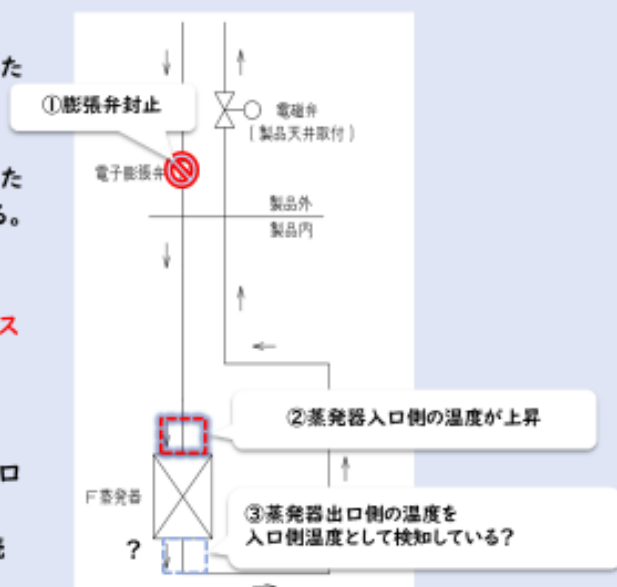 た
①膨張弁封止
電磁弁
(製品天井取付)
た
電子膨張弁
る。
製品外
製品内
ス
②蒸発器入口側の温度が上昇
ロ
F蒸発器
③蒸発器出口側の温度を
入口側温度として検知している?
?